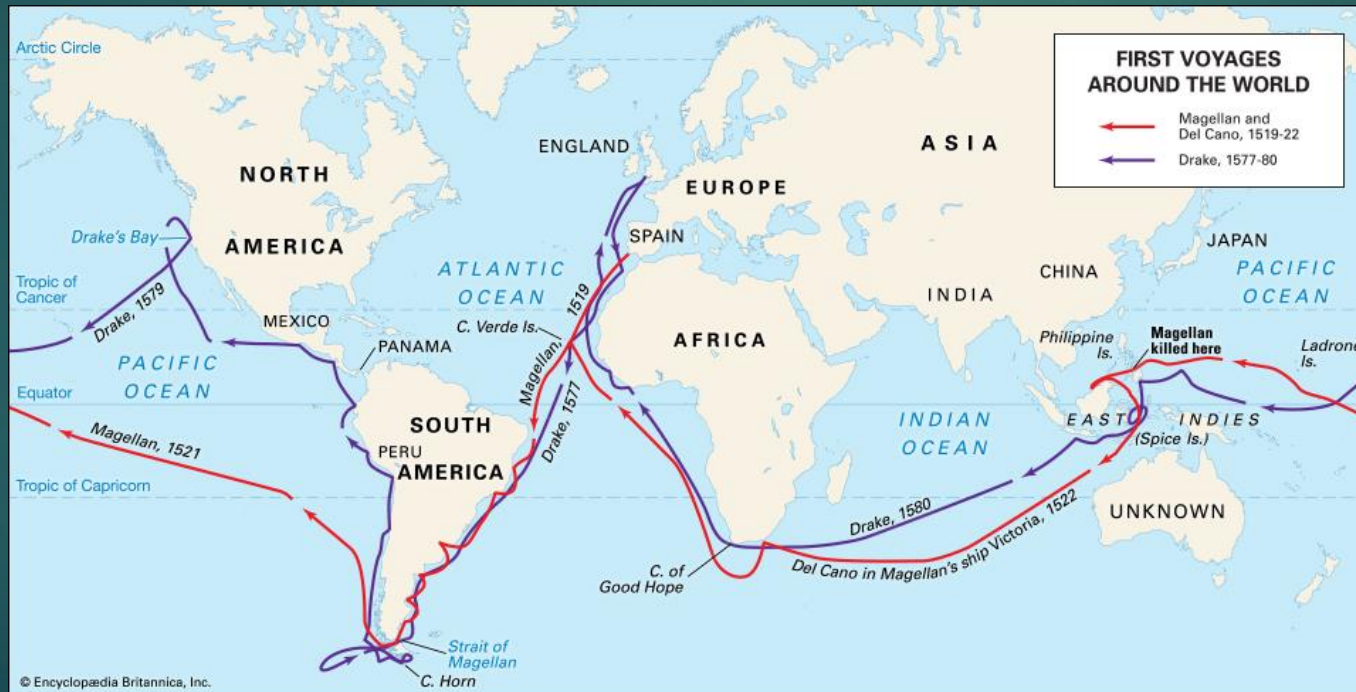 Arctic Circle
FIRST VOYAGES
AROUND THE WORLD
Magellan and
Del Cano, 1519-22
Drake, 1577-80
ENGLAND
ASIA
NORTH
AMERICA
EUROPE
Drake's Bay
SPAIN
JAPAN
ATLANTIC
OCEAN
PACIFIC
OCEAN
CHINA
Tropic of
Cancer
INDIA
Drake, 1579
MEXICO
C. Verde Is.
Magellan, 1519
AFRICA
Philippine
Is.
Magellan
killed here
Ladrone
Is.
PANAMA
PACIFIC
OCEAN
Equator
Drake, 1577
SOUTH
AMERICA
INDIAN
OCEAN
EAST INDIES
(Spice Is.)
Magellan, 1521
PERU
Tropic of Capricorn
UNKNOWN
Drake, 1580
Del Cano in Magellan's ship Victoria, 1522
C. of
Good Hope
Strait of
Magellan
C. Horn
© Encyclopædia Britannica, Inc.